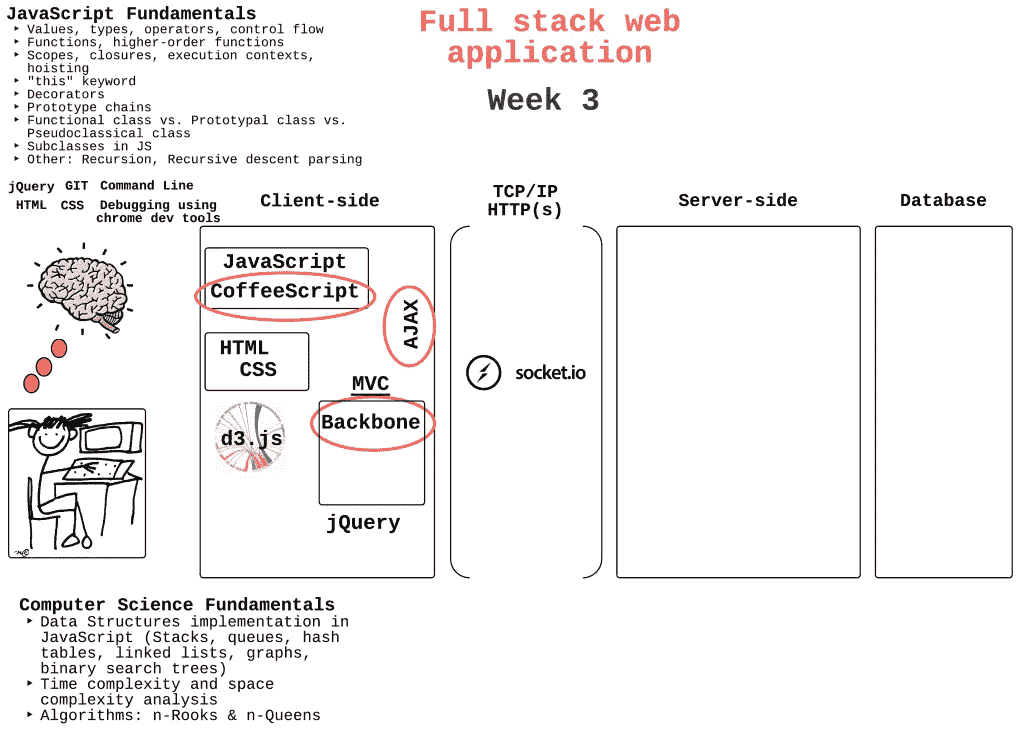 JavaScript Fundamentals
‣ Values, types, operators, control flow
‣ Functions, higher-order functions
‣ Scopes, closures, execution contexts,
hoisting
‣ "this" keyword
‣ Decorators
‣ Prototype chains
‣ Functional class vs. Prototypal class vs.
Pseudoclassical class
‣ Subclasses in JS
‣ Other: Recursion, Recursive descent parsing
Full stack web
application
Week 3
jQuery GIT Command Line
HTML CSS Debugging using
chrome dev tools
Client-side
TCP/IP
HTTP(s)
Server-side
Database
JavaScript
CoffeeScript
AJAX
HTML
CSS
MVC
Backbone
d3.js
jQuery
socket.io
Computer Science Fundamentals
‣ Data Structures implementation in
JavaScript (Stacks, queues, hash
tables, linked lists, graphs,
binary search trees)
‣ Time complexity and space
complexity analysis
‣ Algorithms: n-Rooks & n-Queens